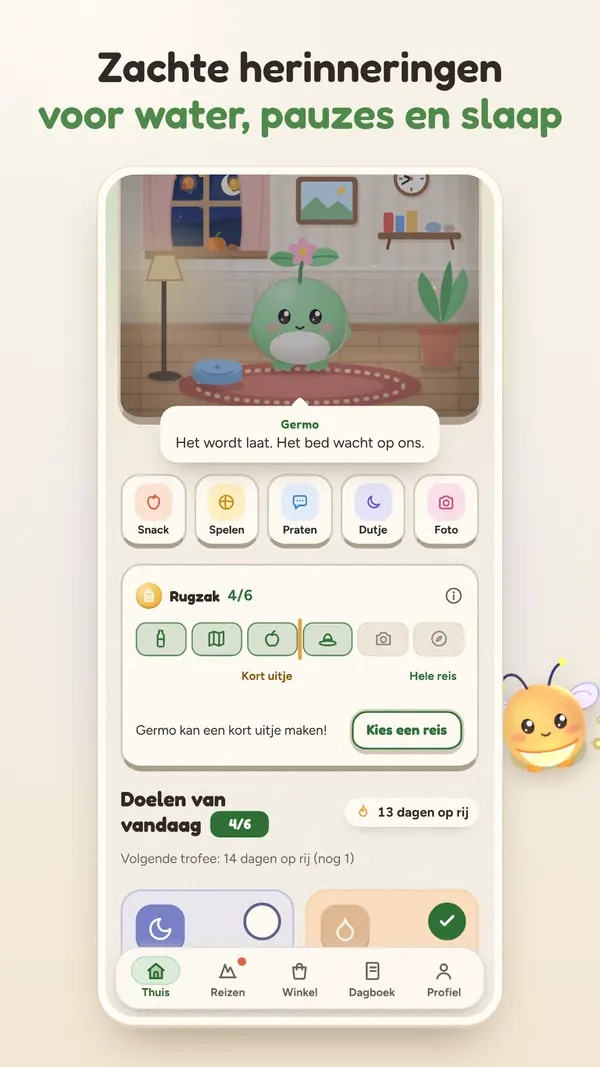 Zachte herinneringen
voor water, pauzes en slaap
Germo
Het wordt laat. Het bed wacht op ons.
Snack
Spelen
Praten
Dutje
Foto
Rugzak 4/6
Kort uitje
Hele reis
Germo kan een kort uitje maken!
Kies een reis
Doelen van
vandaag 4/6
13 dagen op rij
Volgende trofee: 14 dagen op rij (nog 1)
Thuis
Reizen
Winkel
Dagboek
Profiel